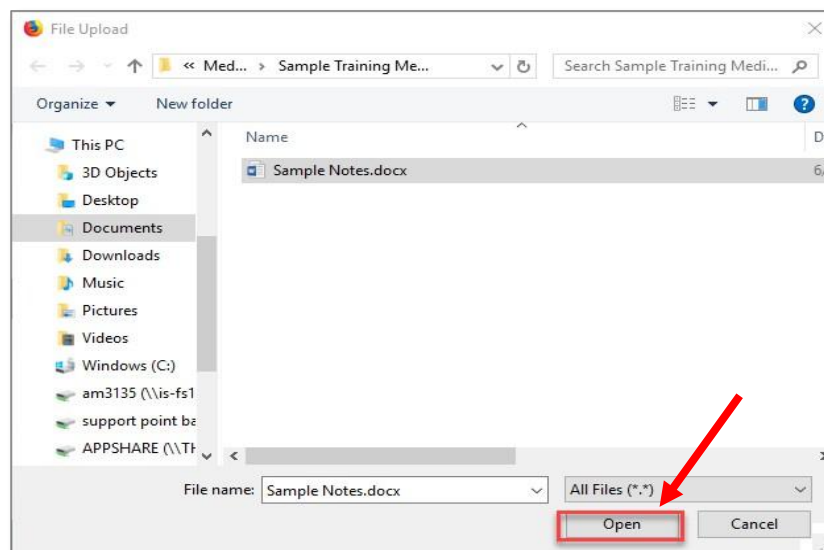 File Upload
« Med... › Sample Training Me...
Search Sample Training Medi...
Organize
New folder
This PC
3D Objects
Desktop
Documents
Downloads
Music
Pictures
Videos
Windows (C:)
am3135 (\\is-fs1
support point ba
APPSHARE (\\TH
Name
D
Sample Notes.docx
6/
File name: Sample Notes.docx
All Files (*.*)
Open
Cancel